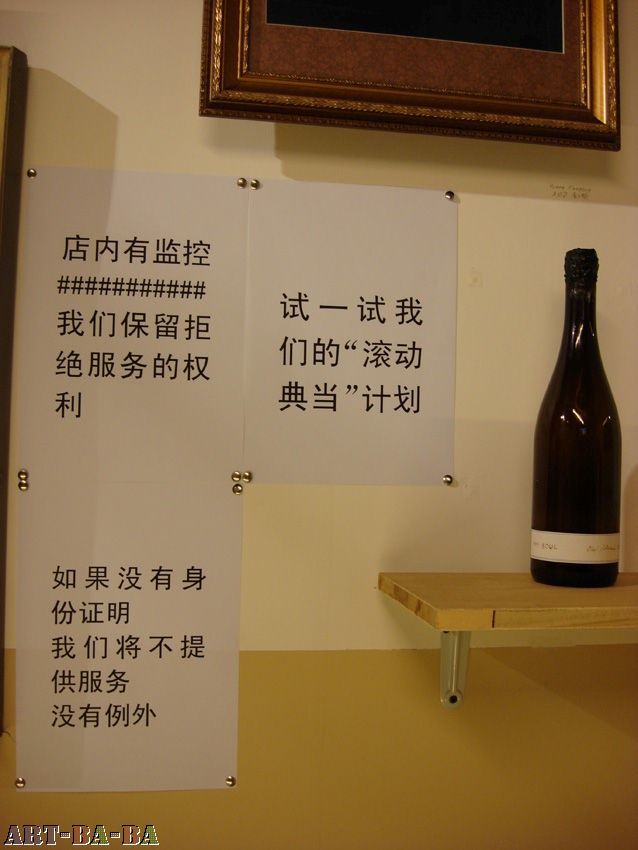 店内有监控
###########
我们保留拒
绝服务的权
利
试一试我
们的“滚动
典当”计划
如果没有身
份证明
我们将不提
供服务
没有例外
SOUL
ART-BA-BA